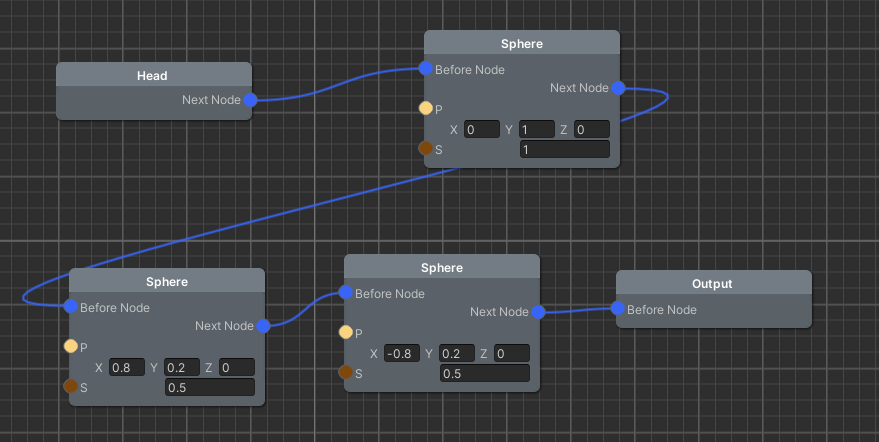 Head
Next Node
Sphere
Before Node
Next Node
P
X 0 Y 1 Z 0
S 1
Sphere
Before Node
Next Node
P
X 0.8 Y 0.2 Z 0
S 0.5
Sphere
Before Node
Next Node
P
X -0.8 Y 0.2 Z 0
S 0.5
Output
Before Node